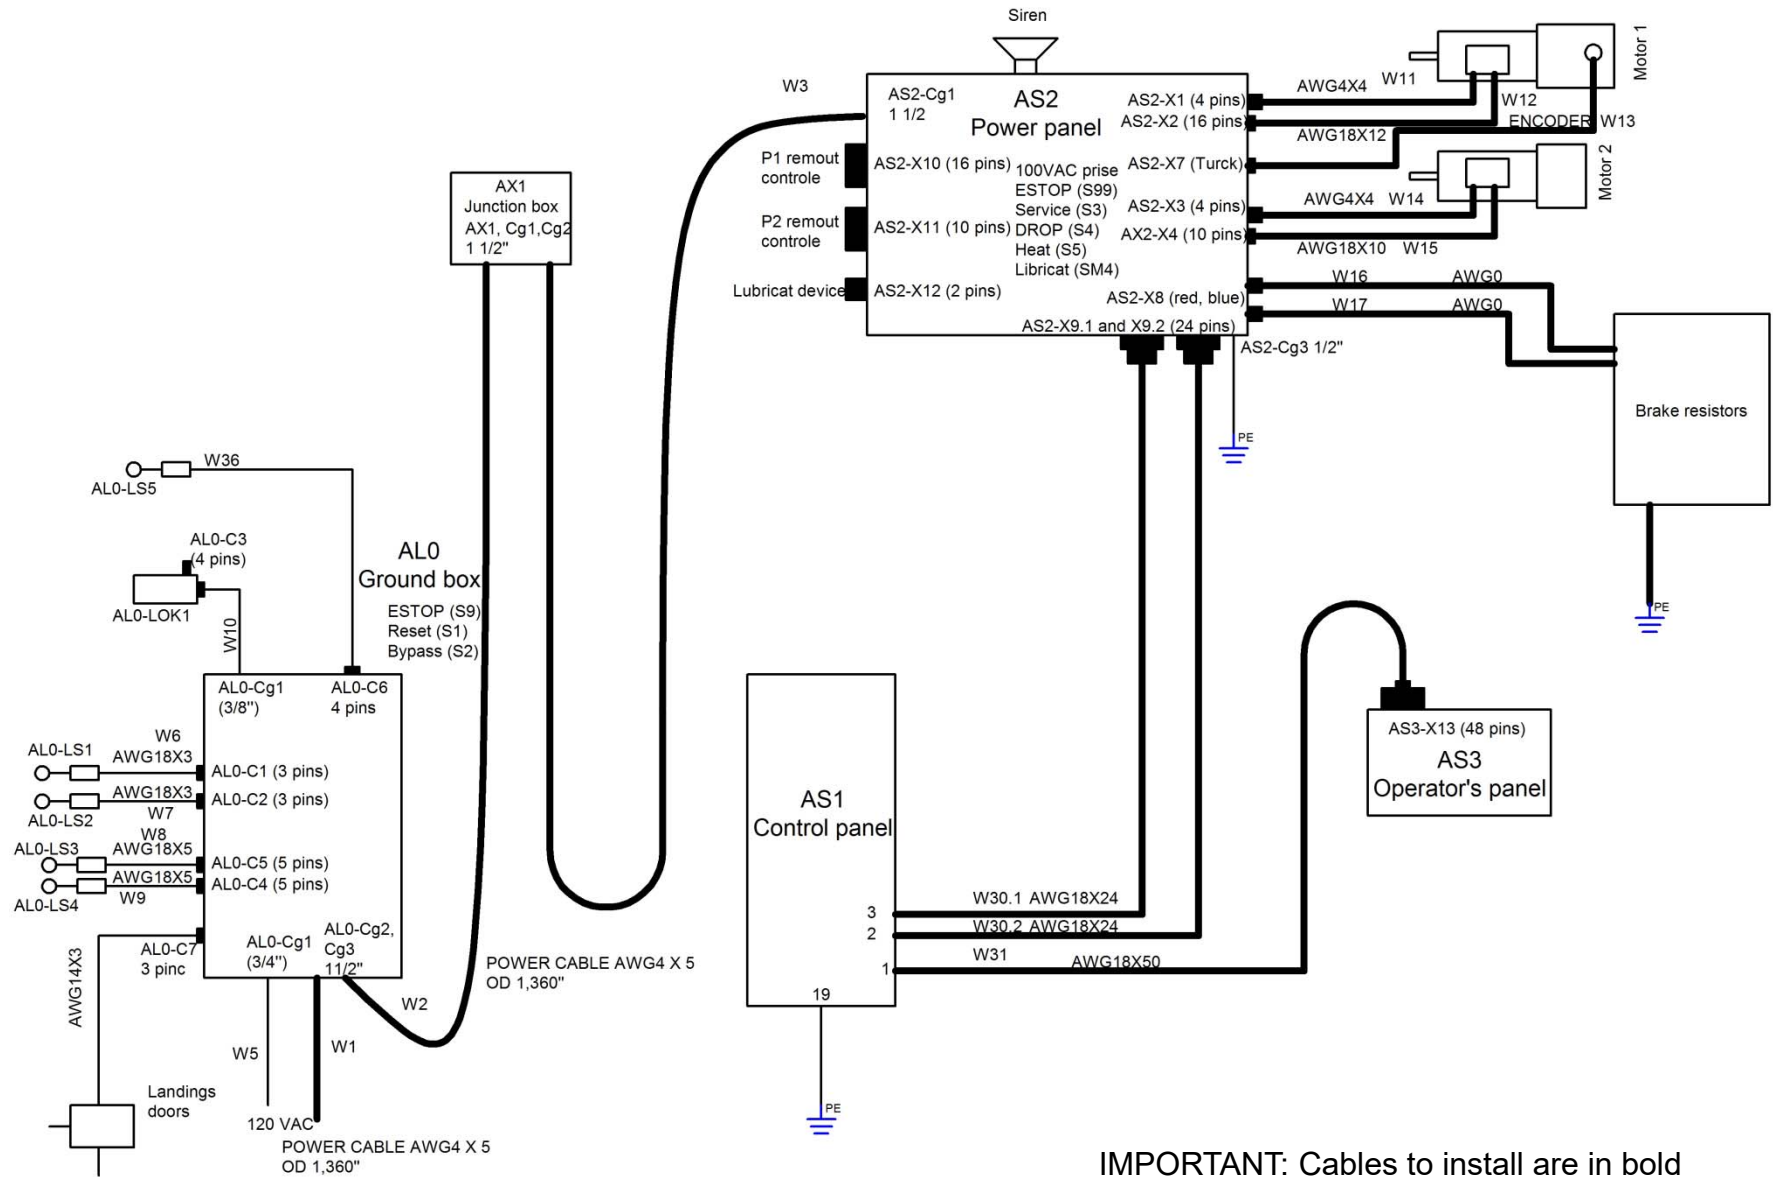 Siren
W3
AS2-Cg1
1 1/2
AS2
Power panel
AS2-X1 (4 pins)
AS2-X2 (16 pins)
AS2-X10 (16 pins)
AS2-X7 (Turck)
100VAC prise
ESTOP (S99)
Service (S3)
DROP (S4)
Heat (S5)
Libricat (SM4)
AS2-X3 (4 pins)
AS2-X11 (10 pins)
AX2-X4 (10 pins)
AS2-X12 (2 pins)
AS2-X8 (red, blue)
AS2-X9.1 and X9.2 (24 pins)
AS2-Cg3 1/2"
PE
P1 remout
controle
P2 remout
controle
Lubricat device
AWG4X4
W11
W12
Motor 1
ENCODER
W13
AWG18X12
Motor 2
AWG4X4
W14
AWG18X10
W15
W16
AWG0
W17
AWG0
Brake resistors
PE
AX1
Junction box
AX1, Cg1,Cg2
1 1/2"
W36
AL0-LS5
AL0-C3
(4 pins)
AL0-LOK1
W10
AL0
Ground box
ESTOP (S9)
Reset (S1)
Bypass (S2)
AL0-Cg1
(3/8")
AL0-C6
4 pins
W6
AL0-LS1
AWG18X3
AL0-C1 (3 pins)
AWG18X3
AL0-C2 (3 pins)
AL0-LS2
W7
W8
AL0-LS3
AWG18X5
AL0-C5 (5 pins)
AWG18X5
AL0-C4 (5 pins)
AL0-LS4
W9
AL0-C7
3 pinc
AL0-Cg1
(3/4")
AL0-Cg2,
Cg3
11/2"
AWG14X3
W5
W1
W2
POWER CABLE AWG4 X 5
OD 1,360"
Landings
doors
120 VAC
POWER CABLE AWG4 X 5
OD 1,360"
AS1
Control panel
3
2
1
19
PE
W30.1 AWG18X24
W30.2 AWG18X24
W31
AWG18X50
AS3-X13 (48 pins)
AS3
Operator's panel
IMPORTANT: Cables to install are in bold